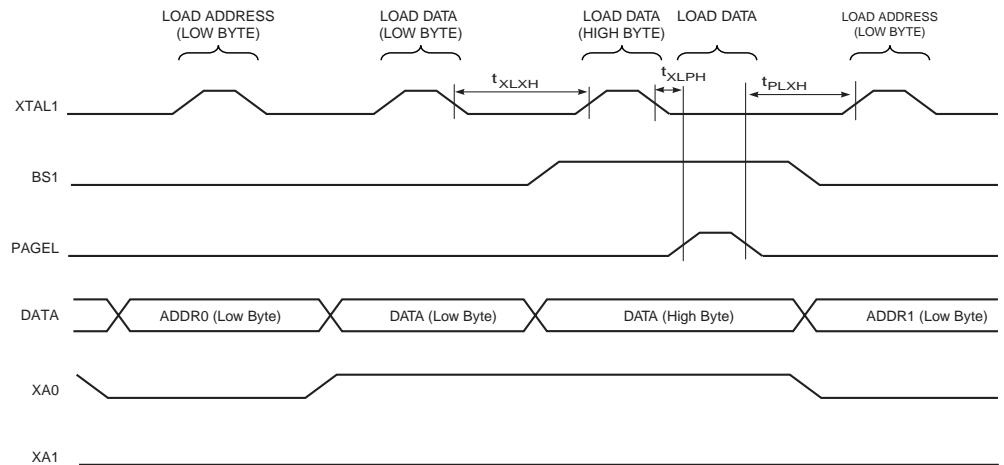 LOAD ADDRESS
(LOW BYTE)
LOAD DATA
(LOW BYTE)
LOAD DATA
(HIGH BYTE)
LOAD DATA
LOAD ADDRESS
(LOW BYTE)
tXLXH
tXLPH
tPLXH
XTAL1
BS1
PAGEL
DATA
ADDR0 (Low Byte)
DATA (Low Byte)
DATA (High Byte)
ADDR1 (Low Byte)
XA0
XA1